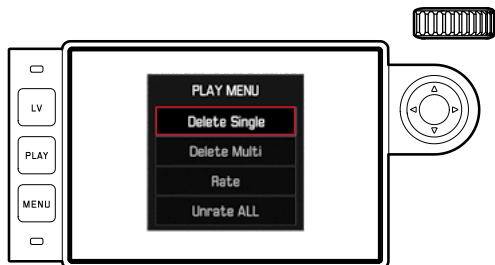 LV
PLAY
MENU
PLAY MENU
Delete Single
Delete Multi
Rate
Unrate ALL